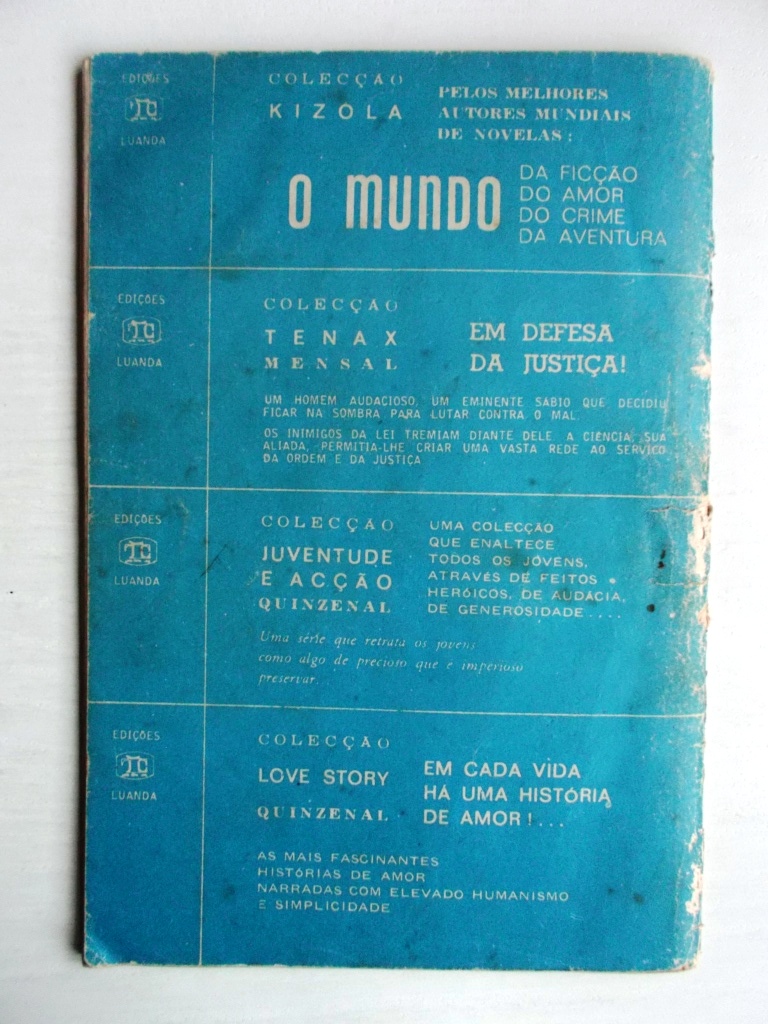 EDIÇÕES
TC
LUANDA
COLECÇÃO
KIZOLA
PELOS MELHORES
AUTORES MUNDIAIS
DE NOVELAS:
O MUNDO
DA FICÇÃO
DO AMOR
DO CRIME
DA AVENTURA
EDIÇÕES
TC
LUANDA
COLECÇÃO
TENAX
MENSAL
EM DEFESA
DA JUSTIÇA!
UM HOMEM AUDACIOSO, UM EMINENTE SABIO QUE DECIDIU
FICAR NA SOMBRA PARA LUTAR CONTRA O MAL
OS INIMIGOS DA LEI TREMIAM DIANTE DELE A CIENCIA, SUA
ALIADA, PERMITIA-LHE CRIAR UMA VASTA REDE AO SERVIÇO
DA ORDEM E DA JUSTIÇA
EDIÇÕES
TC
LUANDA
COLECÇÃO
JUVENTUDE
E ACÇÃO
QUINZENAL
UMA COLECÇÃO
QUE ENALTECE
TODOS OS JOVENS,
ATRAVÉS DE FEITOS
HERÓICOS, DE AUDÁCIA,
DE GENEROSIDADE....
Uma série que retrata os jovens
como algo de precioso que e imperioso
preservar.
EDIÇÕES
TC
LUANDA
COLECÇÃO
LOVE STORY
QUINZENAL
EM CADA VIDA
HÁ UMA HISTÓRIA
DE AMOR!...
AS MAIS FASCINANTES
HISTÓRIAS DE AMOR
NARRADAS COM ELEVADO HUMANISMO
E SIMPLICIDADE